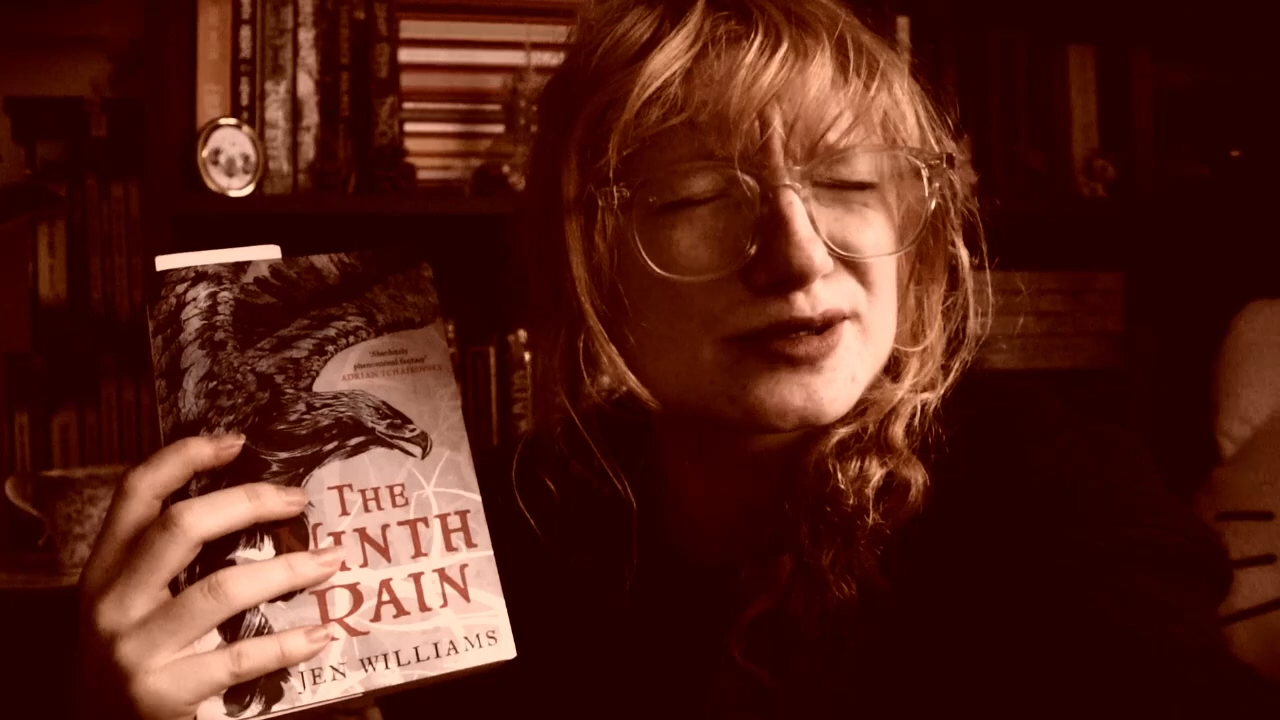 'Absolutely
phenomenal fantasy'
ADRIAN TCHAIKOVSKY
THE
NINTH
RAIN
JEN WILLIAMS